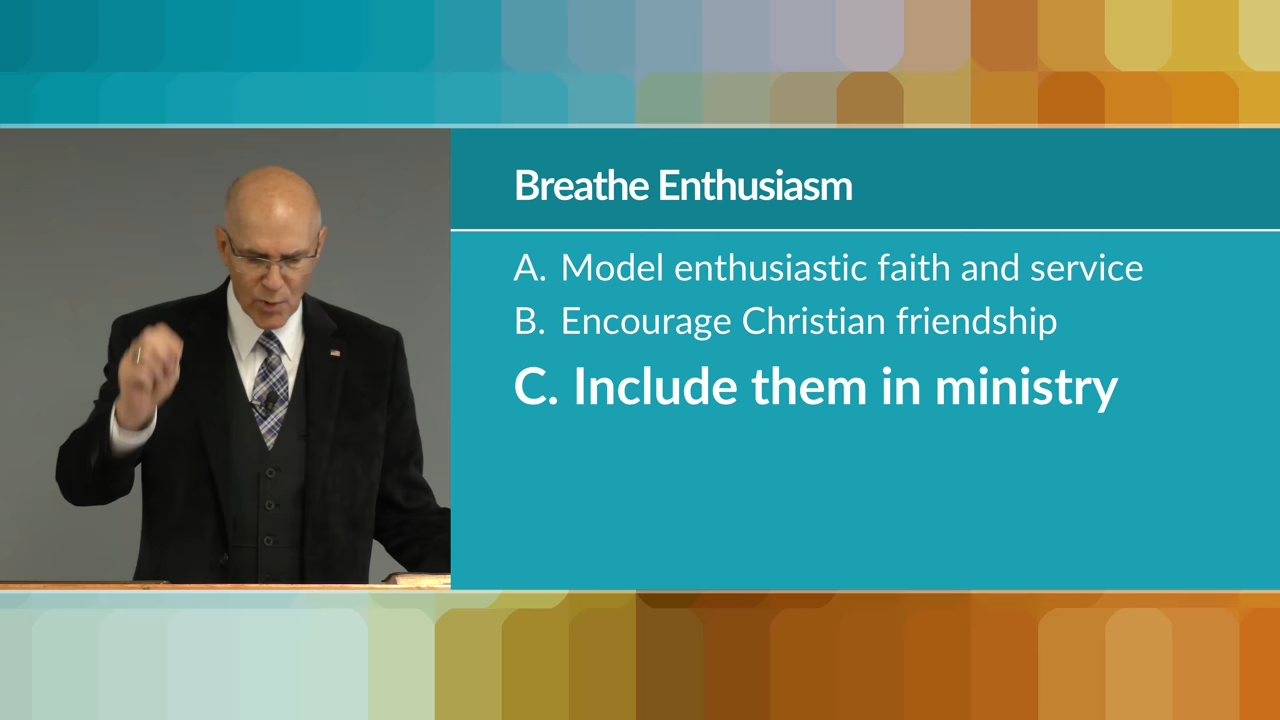 Breathe Enthusiasm
A. Model enthusiastic faith and service
B. Encourage Christian friendship
C. Include them in ministry